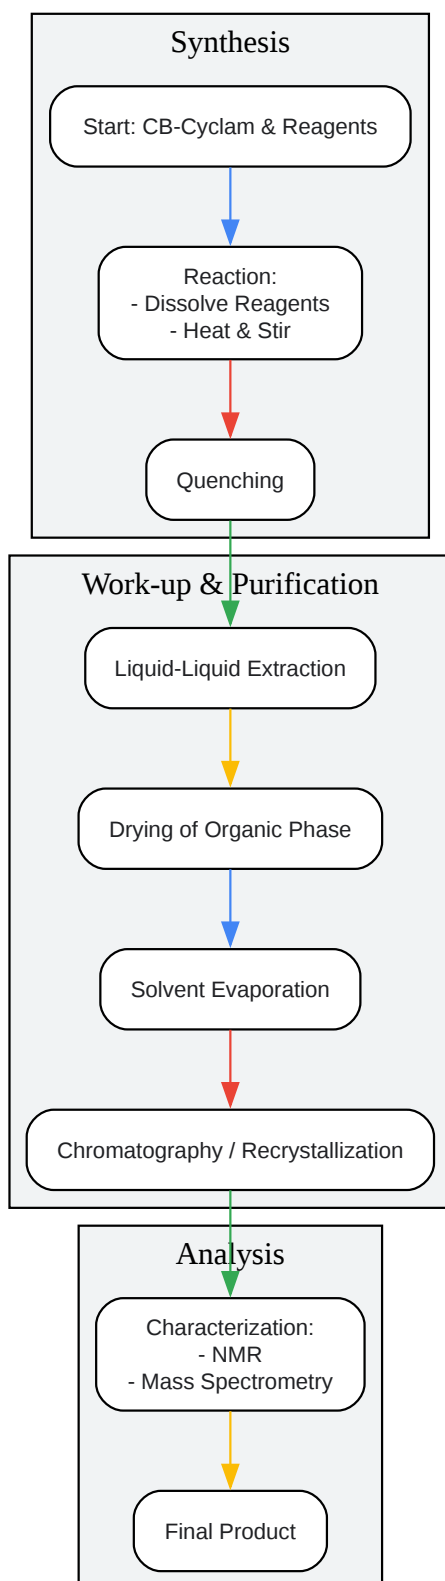 Synthesis
Start: CB-Cyclam & Reagents
Reaction:
- Dissolve Reagents
- Heat & Stir
Quenching
Work-up & Purification
Liquid-Liquid Extraction
Drying of Organic Phase
Solvent Evaporation
Chromatography / Recrystallization
Analysis
Characterization:
- NMR
- Mass Spectrometry
Final Product